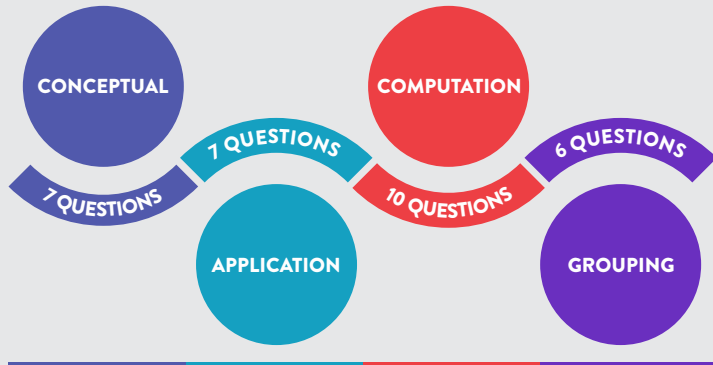 CONCEPTUAL
7 QUESTIONS
7 QUESTIONS
APPLICATION
COMPUTATION
10 QUESTIONS
6 QUESTIONS
GROUPING